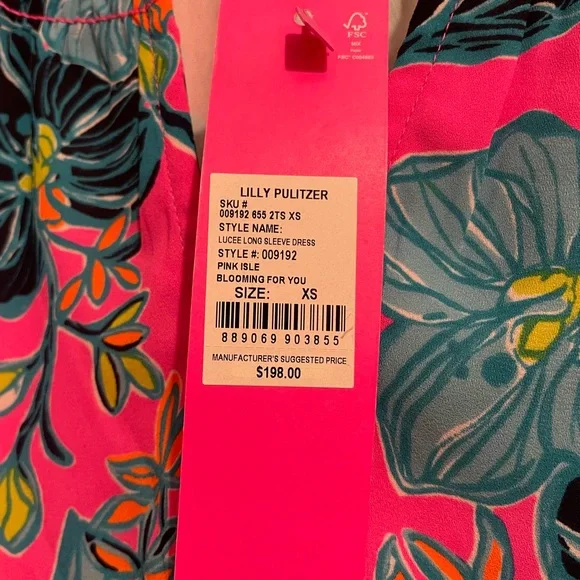 FSC
LILLY PULITZER
SKU #
009192 655 2TS XS
STYLE NAME:
LUCEE LONG SLEEVE DRESS
STYLE #: 009192
PINK ISLE
BLOOMING FOR YOU
SIZE: XS
889069 903855
MANUFACTURER'S SUGGESTED PRICE
$198.00